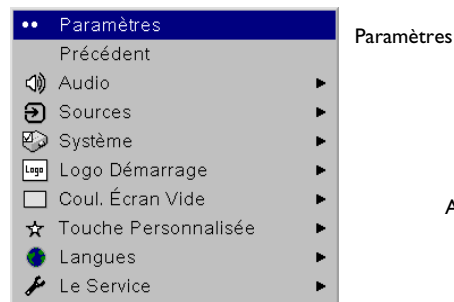 Paramètres
Paramètres
Précédent
Audio
Sources
Système
Logo Logo Démarrage
Coul. Écran Vide
Touche Personnalisée
Langues
Le Service
A